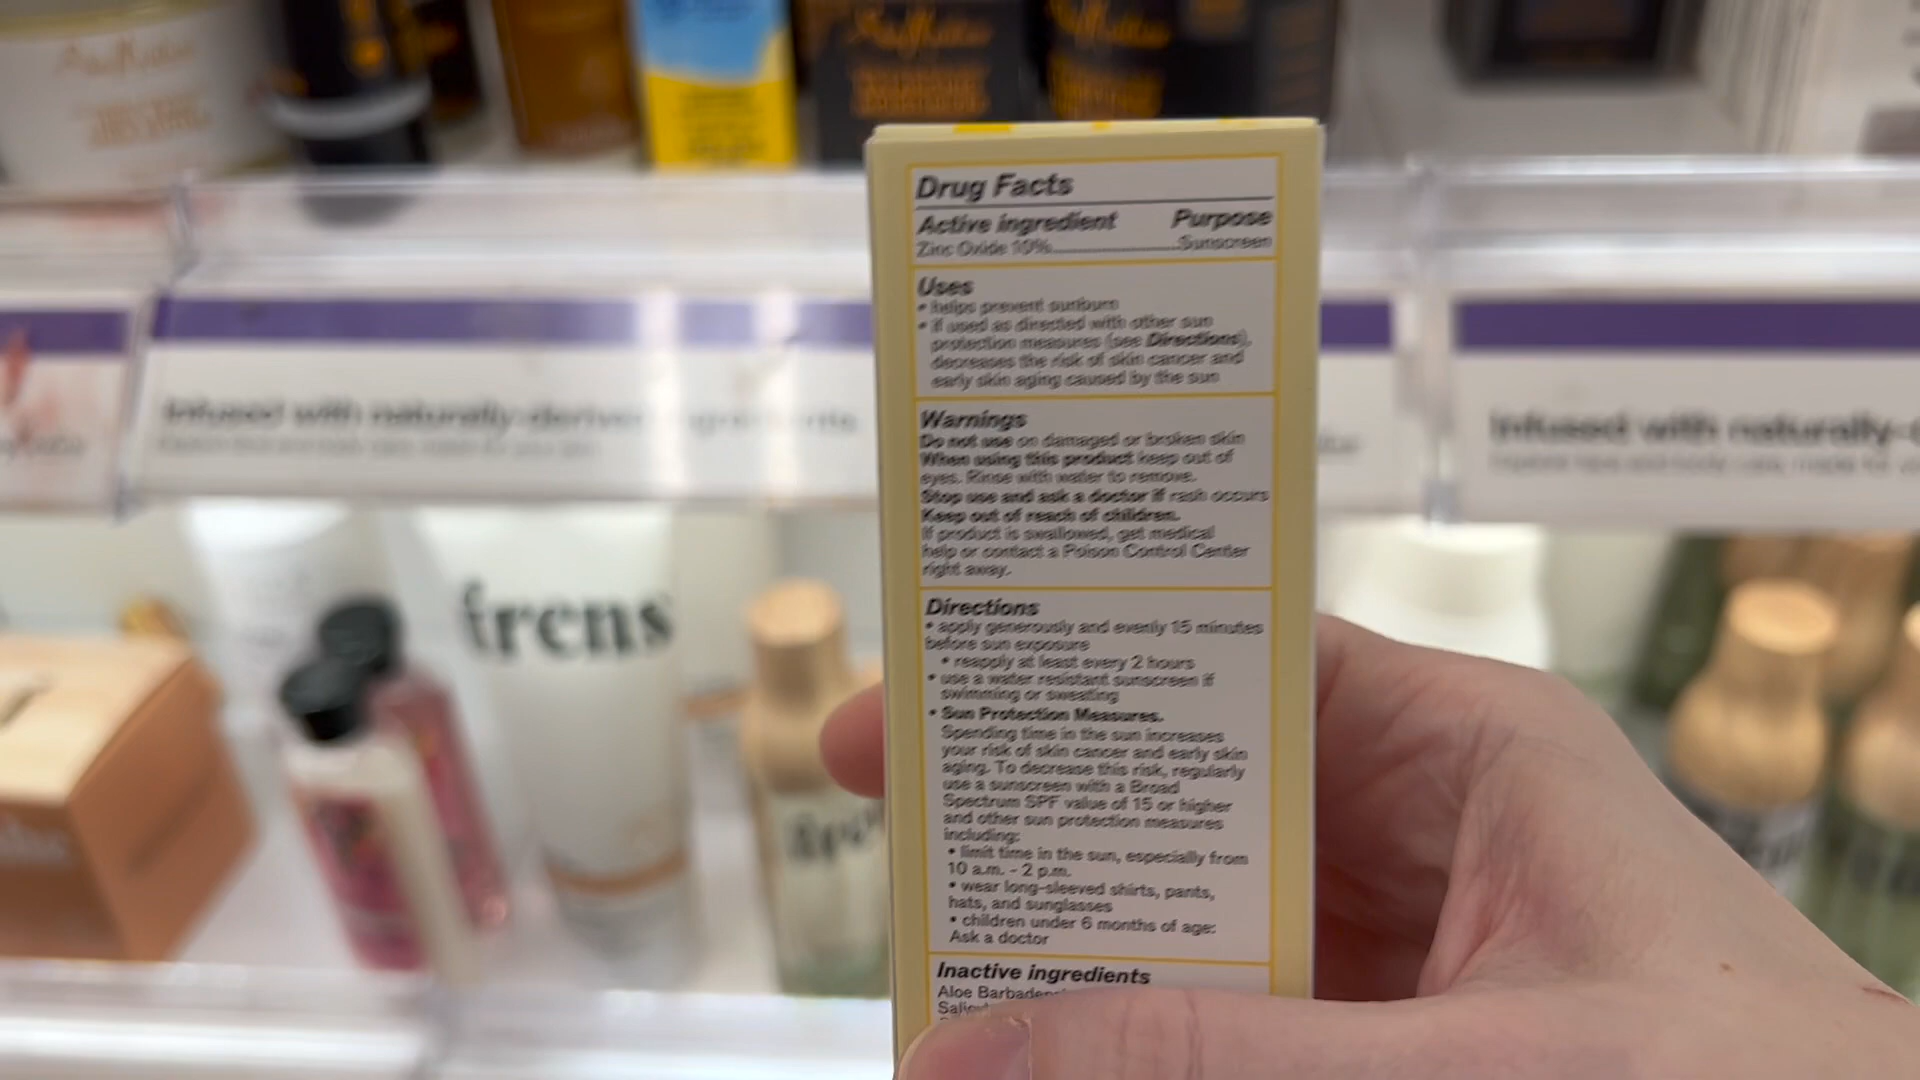 Drug Facts
Active ingredient Purpose
Zinc Oxide 10% Sunscreen
Uses
• helps prevent sunburn
• if used as directed with other sun
protection measures (see Directions),
decreases the risk of skin cancer and
early skin aging caused by the sun
Warnings
Do not use on damaged or broken skin
When using this product keep out of
eyes. Rinse with water to remove.
Stop use and ask a doctor if rash occurs
Keep out of reach of children.
If product is swallowed, get medical
help or contact a Poison Control Center
right away.
Directions
• apply generously and evenly 15 minutes
before sun exposure
• reapply at least every 2 hours
• use a water resistant sunscreen if
swimming or sweating
• Sun Protection Measures.
Spending time in the sun increases
your risk of skin cancer and early skin
aging. To decrease this risk, regularly
use a sunscreen with a Broad
Spectrum SPF value of 15 or higher
and other sun protection measures
including:
• limit time in the sun, especially from
10 a.m. - 2 p.m.
• wear long-sleeved shirts, pants,
hats, and sunglasses
• children under 6 months of age:
Ask a doctor
Inactive ingredients
Aloe
Infused with naturally-derived
Infused with naturally-
frens